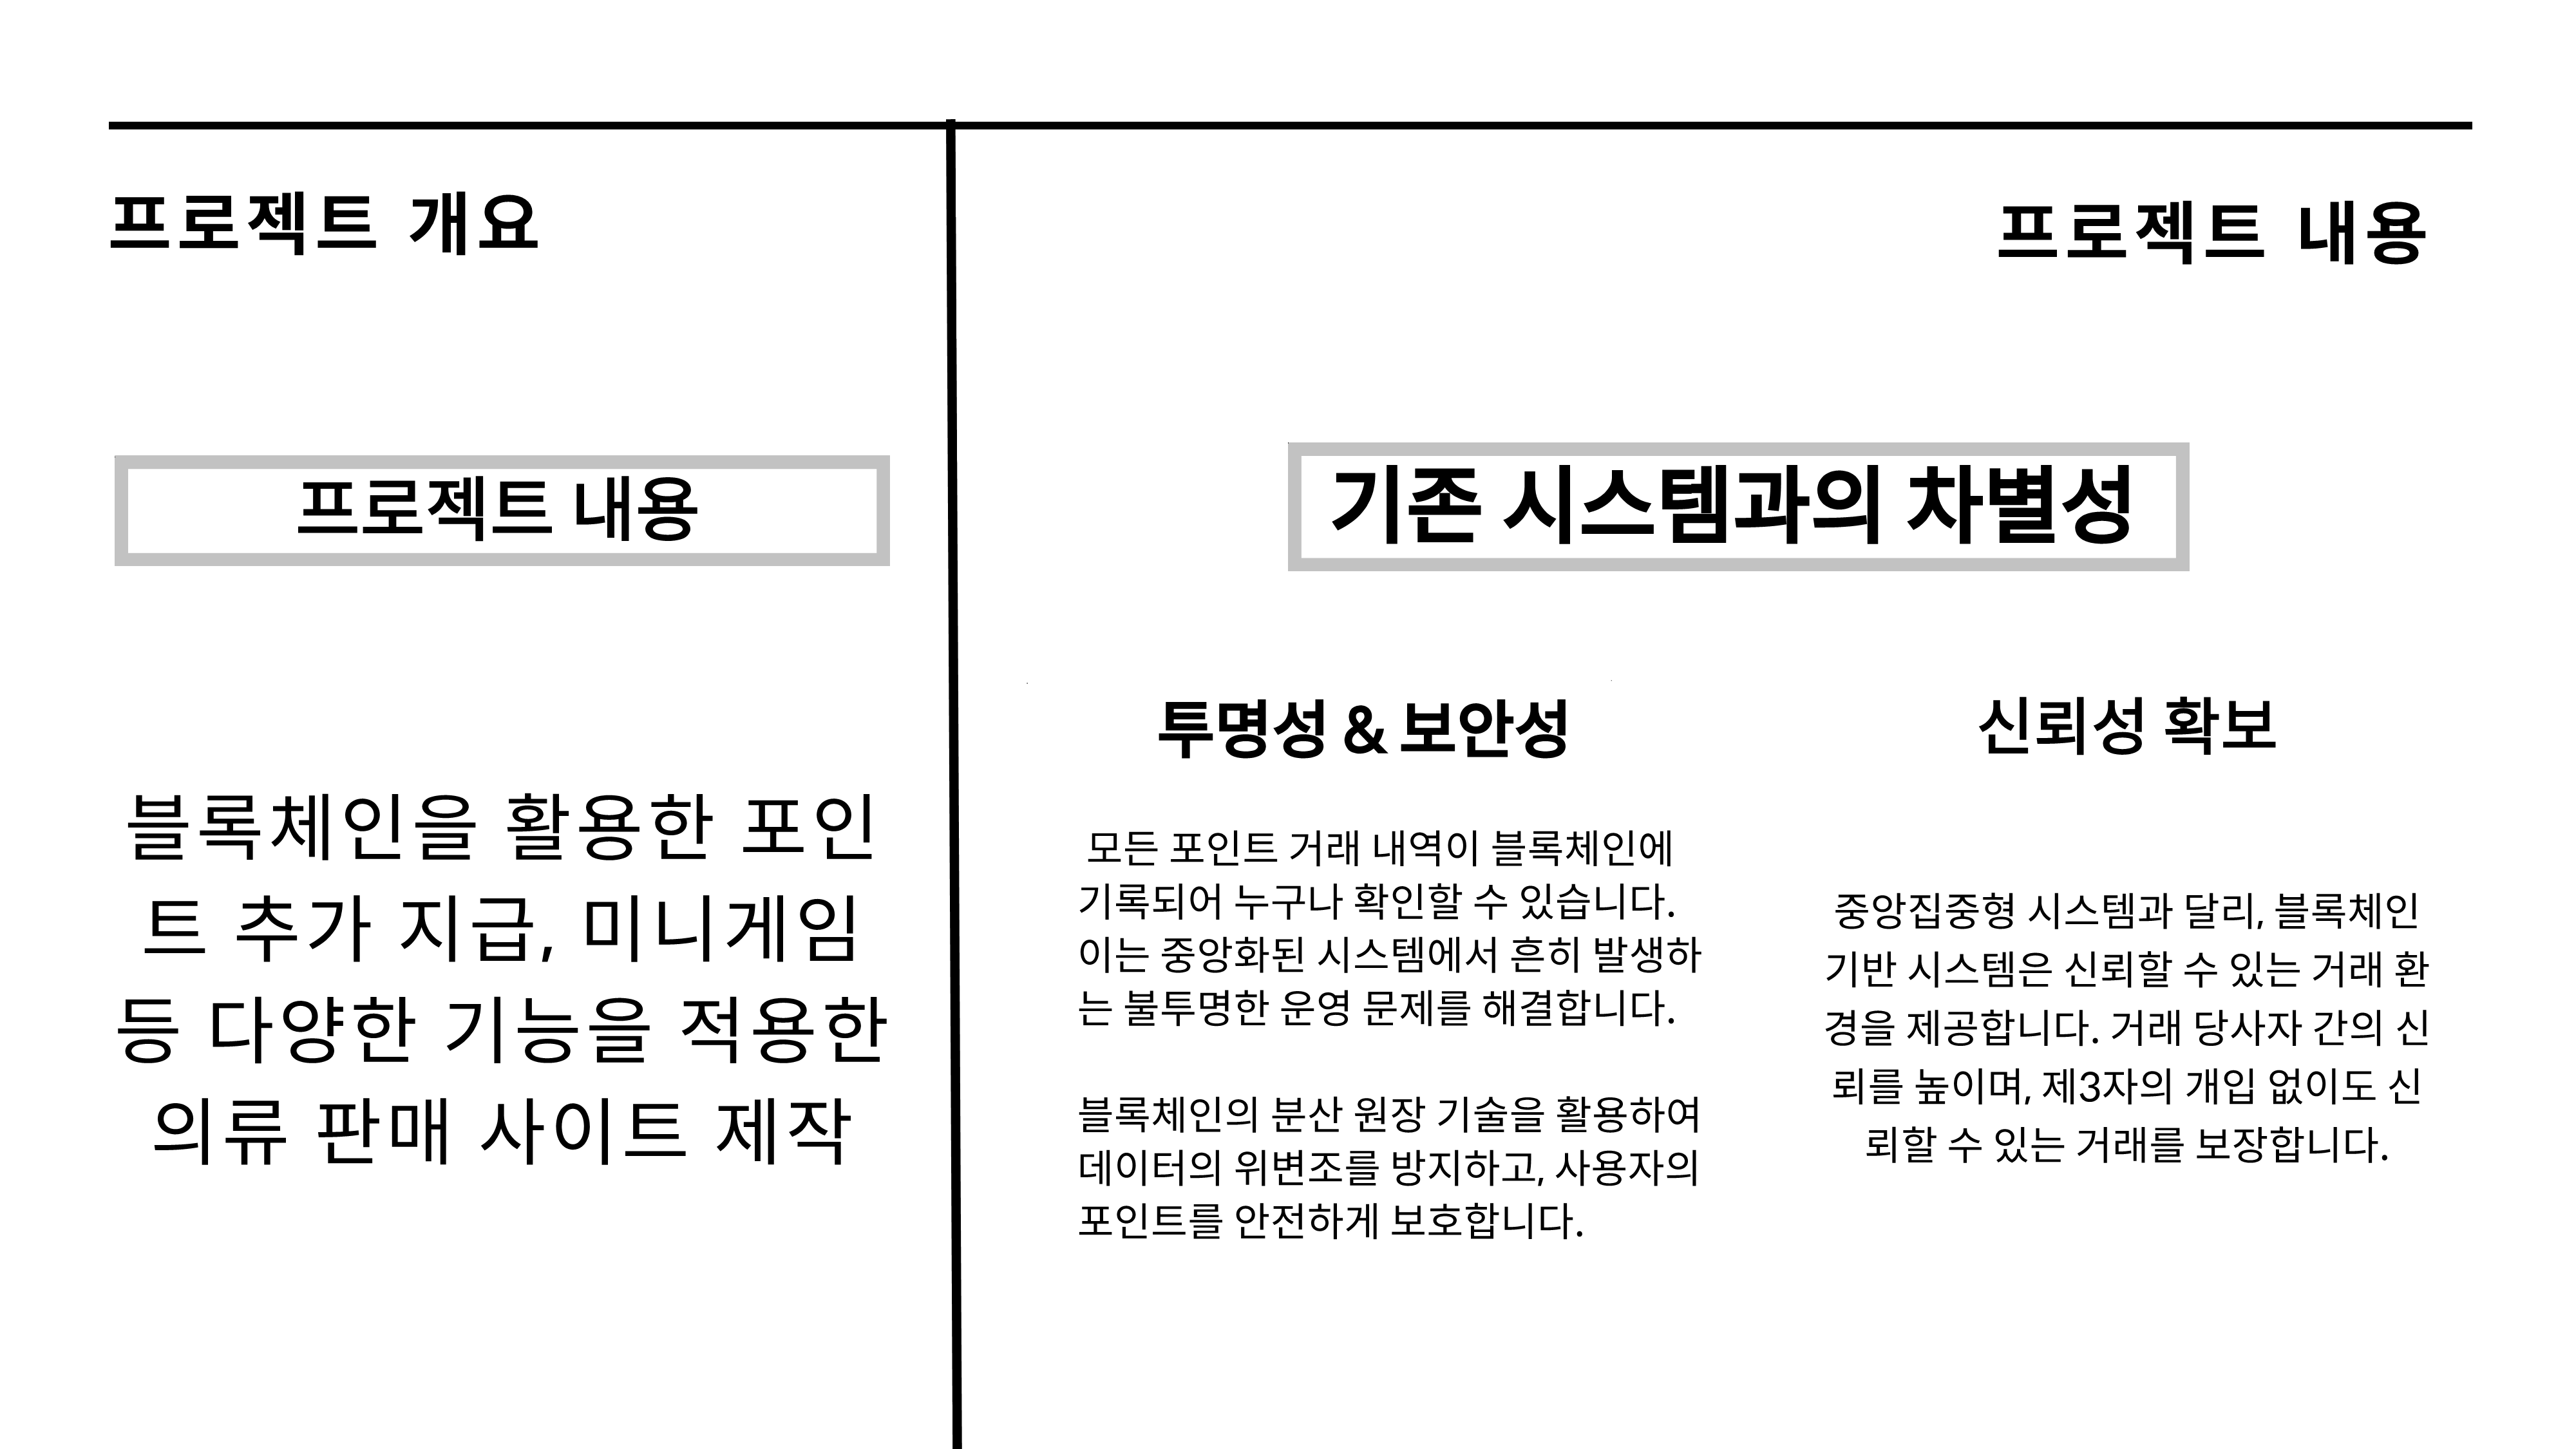 프로젝트 개요
프로젝트 내용
프로젝트 내용
블록체인을 활용한 포인
트 추가 지급, 미니게임
등 다양한 기능을 적용한
의류 판매 사이트 제작
기존 시스템과의 차별성
투명성 & 보안성
모든 포인트 거래 내역이 블록체인에
기록되어 누구나 확인할 수 있습니다.
이는 중앙화된 시스템에서 흔히 발생하
는 불투명한 운영 문제를 해결합니다.
블록체인의 분산 원장 기술을 활용하여
데이터의 위변조를 방지하고, 사용자의
포인트를 안전하게 보호합니다.
신뢰성 확보
중앙집중형 시스템과 달리, 블록체인
기반 시스템은 신뢰할 수 있는 거래 환
경을 제공합니다. 거래 당사자 간의 신
뢰를 높이며, 제3자의 개입 없이도 신
뢰할 수 있는 거래를 보장합니다.